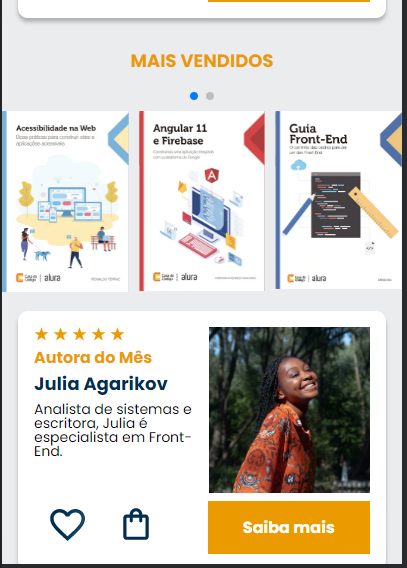 MAIS VENDIDOS
Acessibilidade na Web
Boas práticas para construir sites e
aplicações acessíveis
Casa do
Código
alura
Angular 11
e Firebase
Construindo uma aplicação integrada
com a plataforma do Google
Casa do
Código
alura
Guia
Front-End
O caminho das pedras para ser
um dev Front-End
Casa do
Código
alura
★ ★ ★ ★ ★
Autora do Mês
Julia Agarikov
Analista de sistemas e
escritora, Julia é
especialista em Front-
End.
Saiba mais